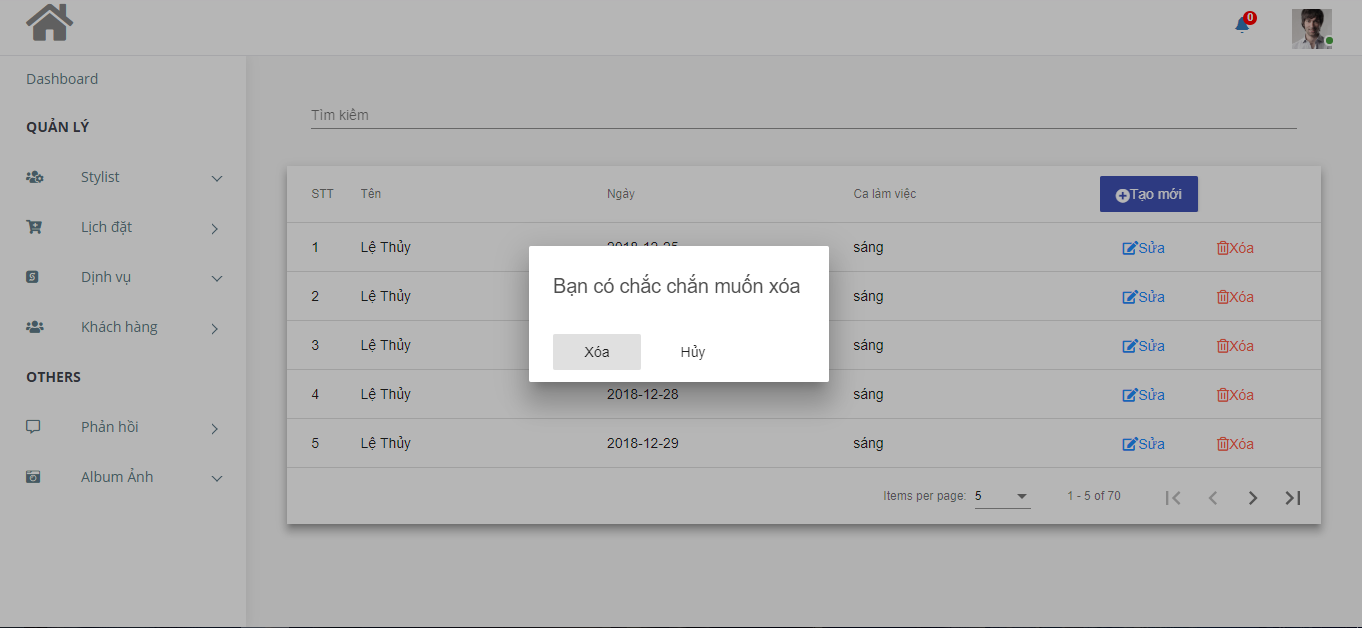 0
Dashboard
QUẢN LÝ
Stylist
Lịch đặt
Dịnh vụ
Khách hàng
OTHERS
Phản hồi
Album Ảnh
Tìm kiếm
STT Tên Ngày Ca làm việc Tạo mới
1 Lệ Thủy 2018-12-25 sáng Sửa Xóa
2 Lệ Thủy sáng Sửa Xóa
3 Lệ Thủy sáng Sửa Xóa
4 Lệ Thủy 2018-12-28 sáng Sửa Xóa
5 Lệ Thủy 2018-12-29 sáng Sửa Xóa
Items per page: 5 1 - 5 of 70
Bạn có chắc chắn muốn xóa
Xóa Hủy